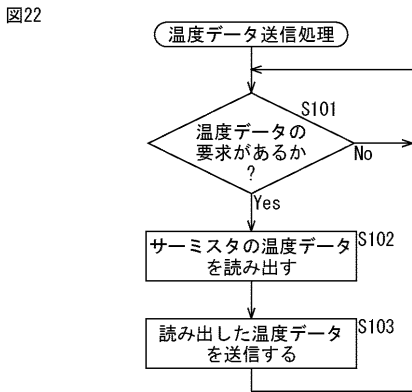 図22
温度データ送信処理
S101
温度データの
要求があるか
?
No
Yes
サーミスタの温度データ
を読み出す
S102
読み出した温度データ
を送信する
S103